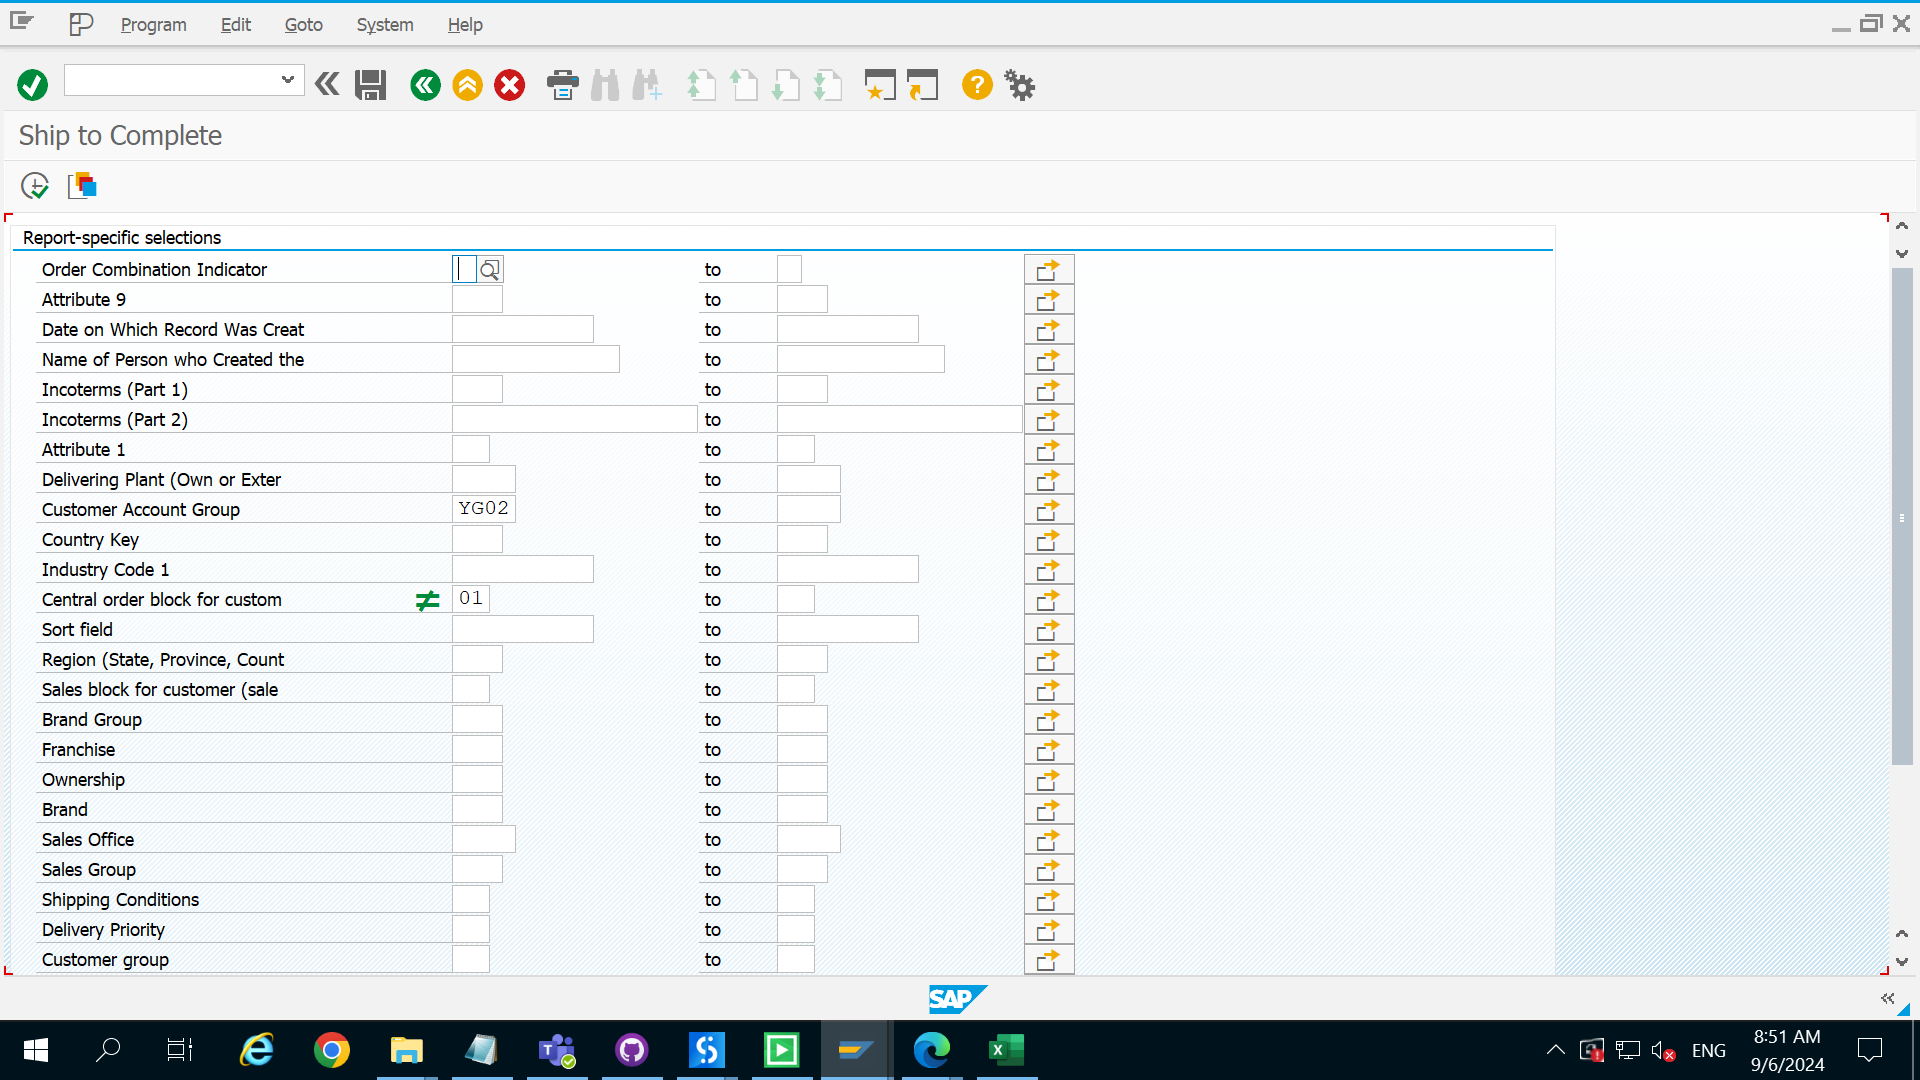 Program Edit Goto System Help
Ship to Complete
Report-specific selections
Order Combination Indicator to
Attribute 9 to
Date on Which Record Was Creat to
Name of Person who Created the to
Incoterms (Part 1) to
Incoterms (Part 2) to
Attribute 1 to
Delivering Plant (Own or Exter to
Customer Account Group YG02 to
Country Key to
Industry Code 1 to
Central order block for custom 01 to
Sort field to
Region (State, Province, Count to
Sales block for customer (sale to
Brand Group to
Franchise to
Ownership to
Brand to
Sales Office to
Sales Group to
Shipping Conditions to
Delivery Priority to
Customer group to
SAP
ENG
8:51 AM
9/6/2024